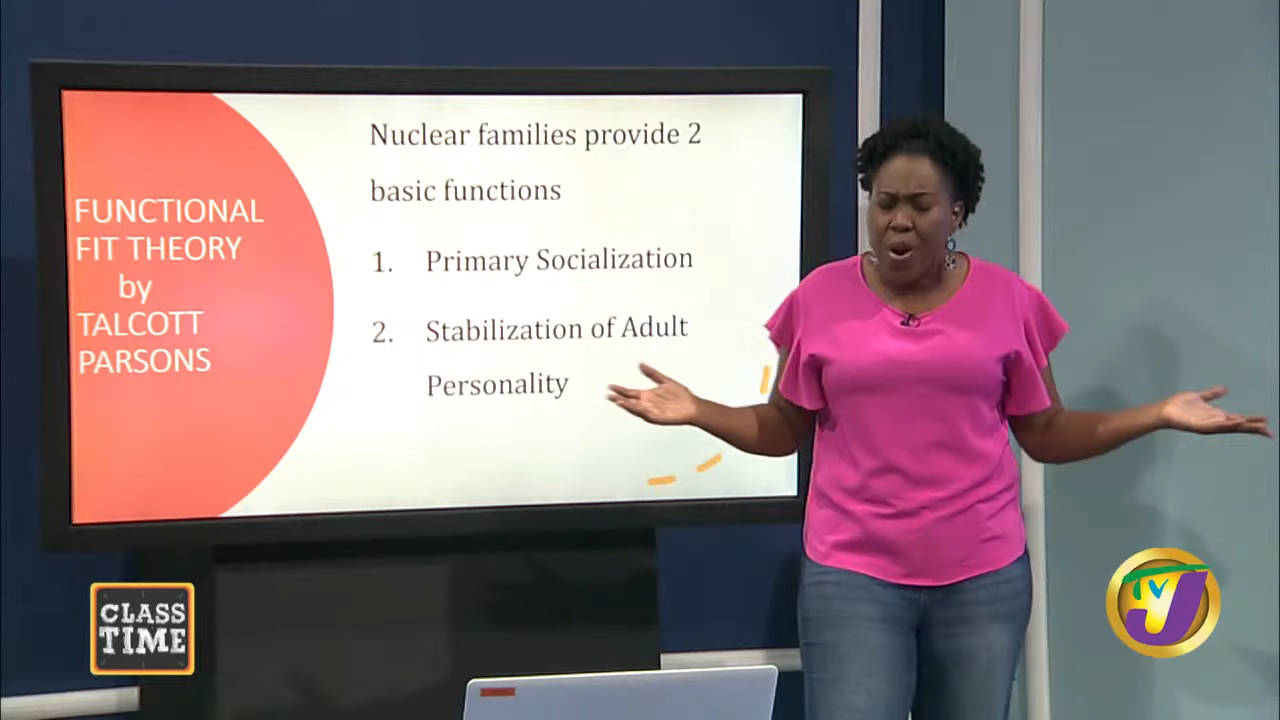 FUNCTIONAL
FIT THEORY
by
TALCOTT
PARSONS
Nuclear families provide 2
basic functions
1. Primary Socialization
2. Stabilization of Adult
Personality
CLASS
TIME
TVJ